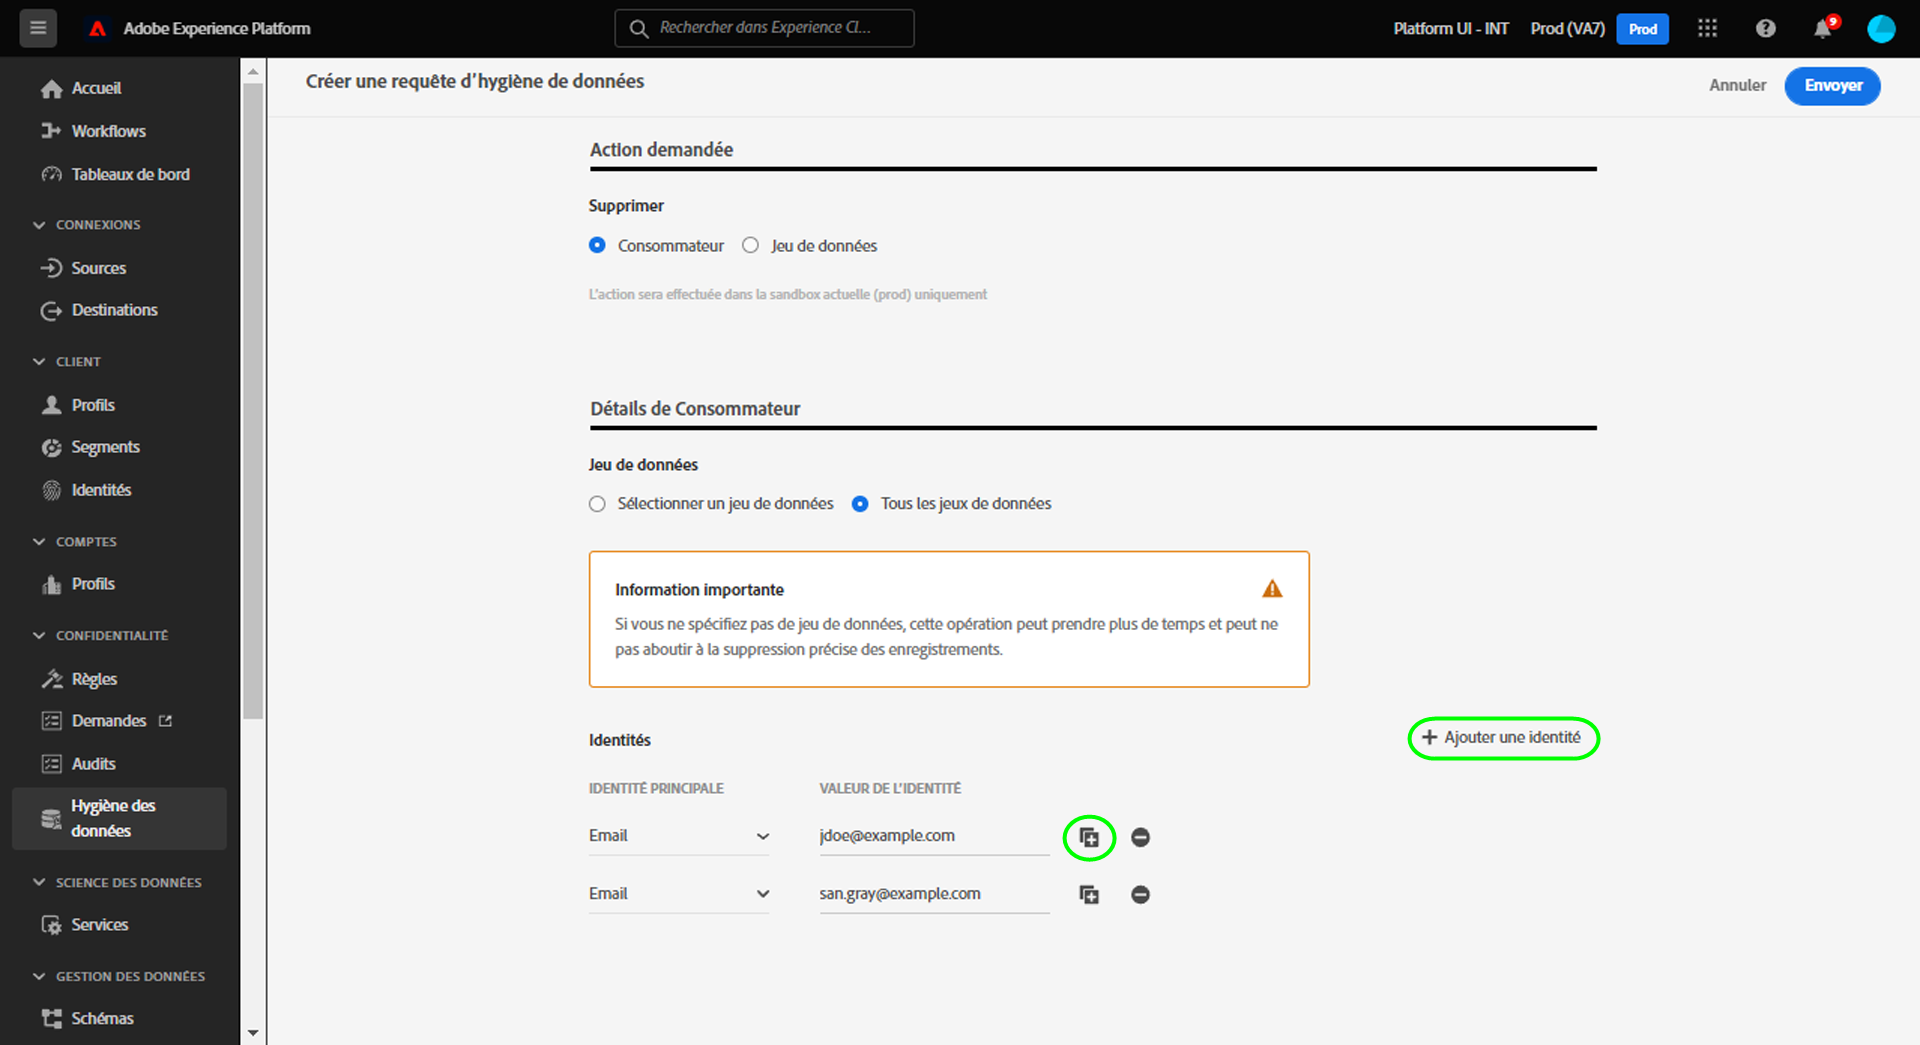 Adobe Experience Platform
Rechercher dans Experience Cl...
Platform UI - INT
Prod (VA7)
Prod
9
Accueil
Workflows
Tableaux de bord
CONNEXIONS
Sources
Destinations
CLIENT
Profils
Segments
Identités
COMPTES
Profils
CONFIDENTIALITÉ
Règles
Demandes
Audits
Hygiène des
données
SCIENCE DES DONNÉES
Services
GESTION DES DONNÉES
Schémas
Créer une requête d'hygiène de données
Annuler
Envoyer
Action demandée
Supprimer
Consommateur
Jeu de données
L'action sera effectuée dans la sandbox actuelle (prod) uniquement
Détails de Consommateur
Jeu de données
Sélectionner un jeu de données
Tous les jeux de données
Information importante
Si vous ne spécifiez pas de jeu de données, cette opération peut prendre plus de temps et peut ne
pas aboutir à la suppression précise des enregistrements.
Identités
Ajouter une identité
IDENTITÉ PRINCIPALE
VALEUR DE L'IDENTITÉ
Email
jdoe@example.com
Email
san.gray@example.com